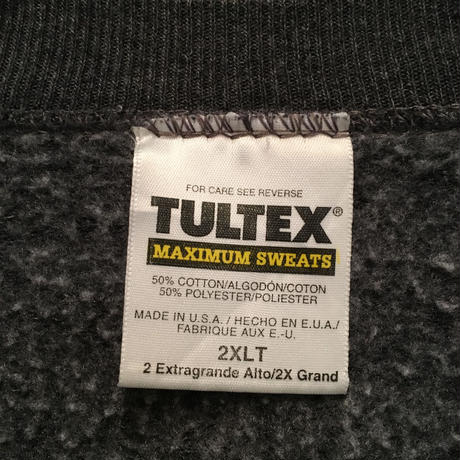 FOR CARE SEE REVERSE
TULTEX®
MAXIMUM SWEATS
50% COTTON/ALGODÓN/COTON
50% POLYESTER/POLIESTER
MADE IN U.S.A. / HECHO EN E.U.A./
FABRIQUE AUX E.-U.
2XLT
2 Extragrande Alto/2X Grand